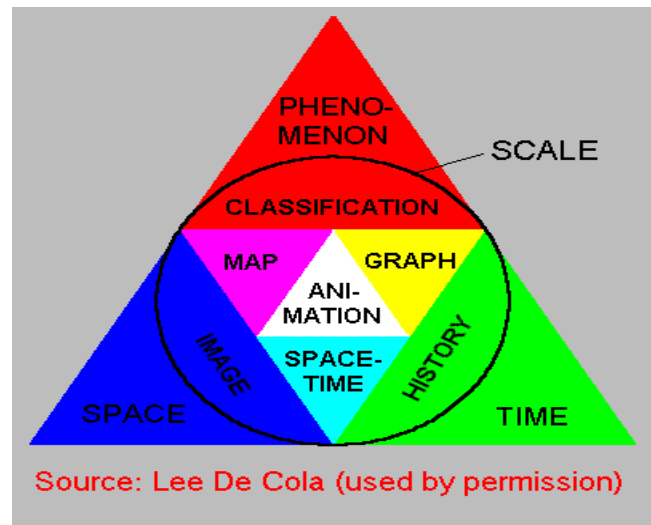 PHENO-
MENON
SCALE
CLASSIFICATION
MAP
GRAPH
ANI-
MATION
IMAGE
SPACE-
TIME
HISTORY
SPACE
TIME
Source: Lee De Cola (used by permission)